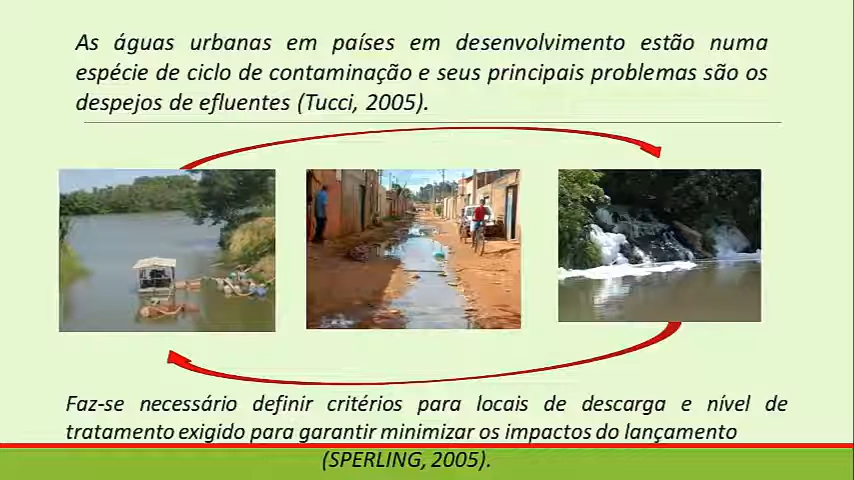 As águas urbanas em países em desenvolvimento estão numa
espécie de ciclo de contaminação e seus principais problemas são os
despejos de efluentes (Tucci, 2005).
Faz-se necessário definir critérios para locais de descarga e nível de
tratamento exigido para garantir minimizar os impactos do lançamento
(SPERLING, 2005).